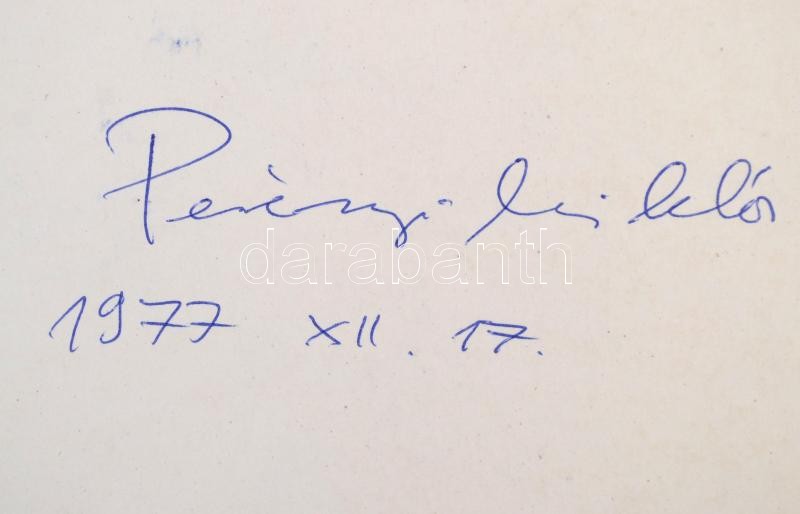 Perényi Miklós
darabanth
1977 XII. 17.